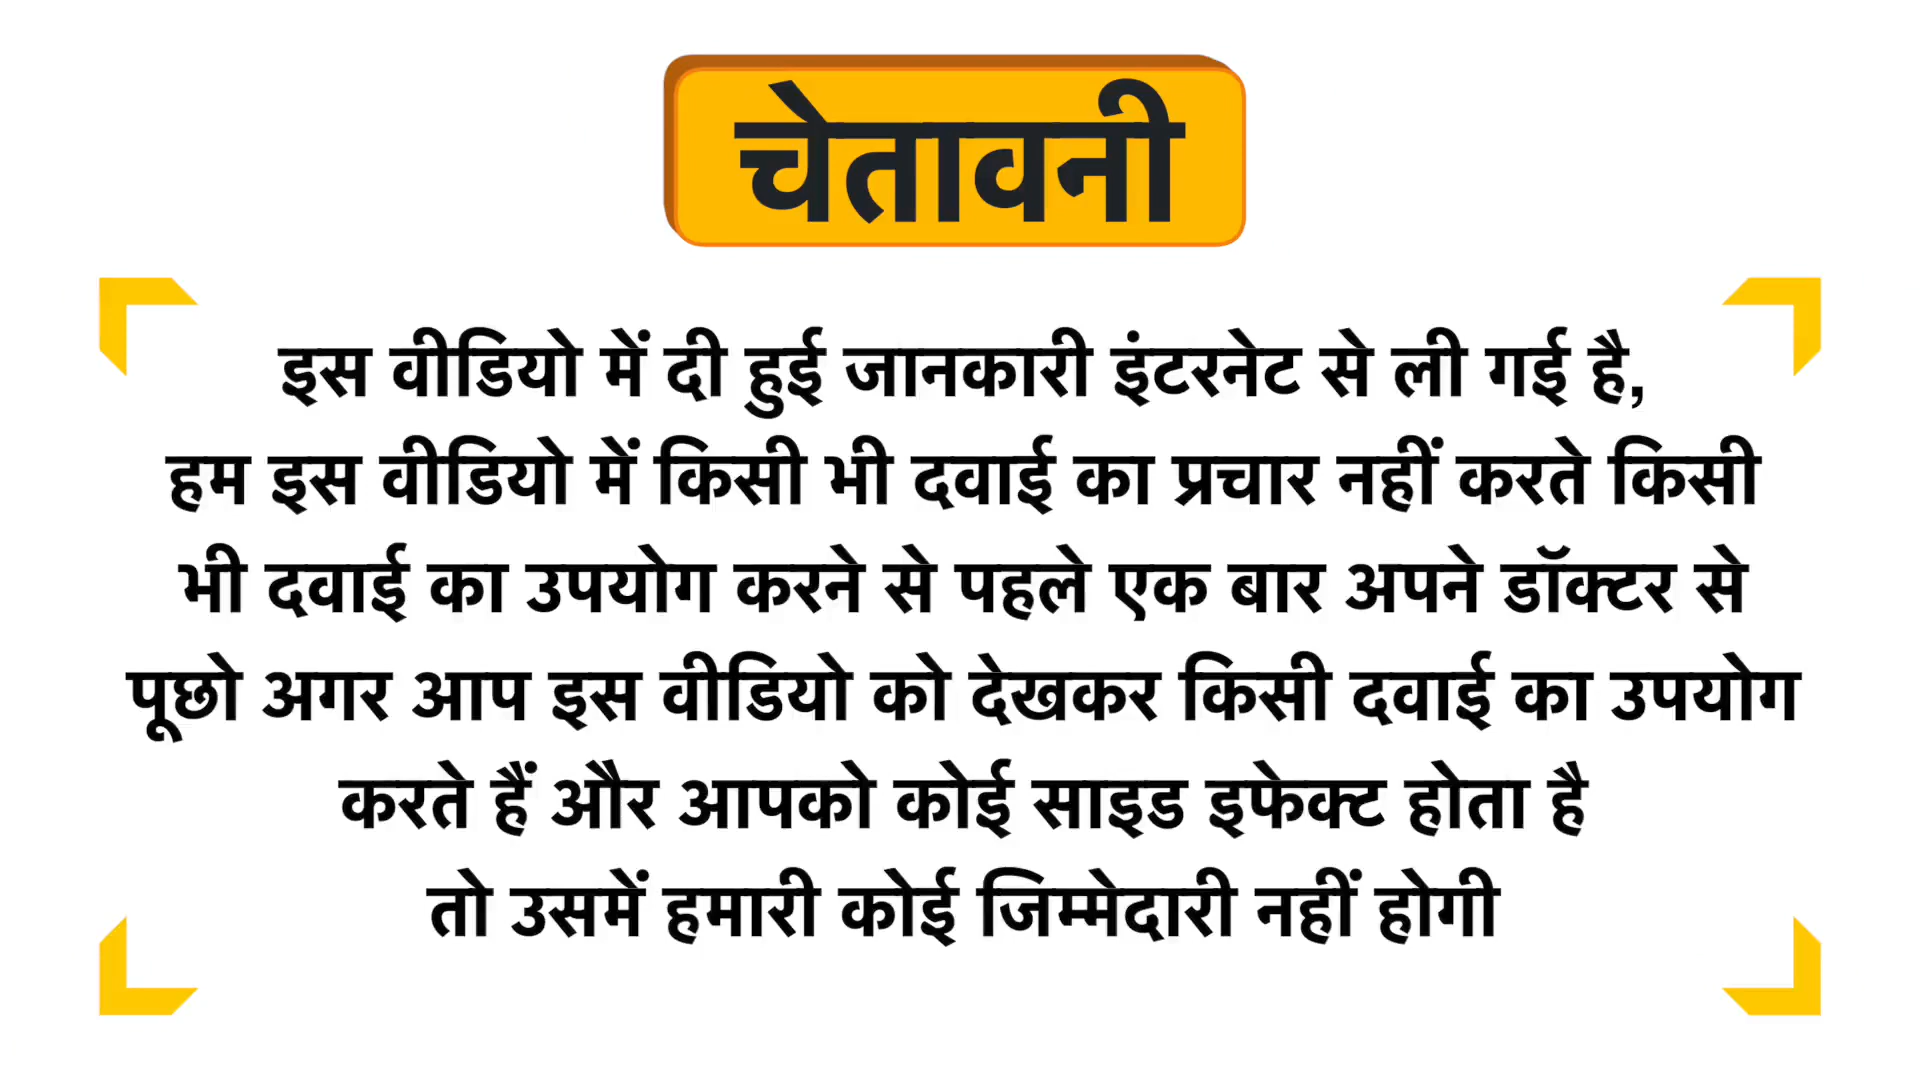 चेतावनी
इस वीडियो में दी हुई जानकारी इंटरनेट से ली गई है,
हम इस वीडियो में किसी भी दवाई का प्रचार नहीं करते किसी
भी दवाई का उपयोग करने से पहले एक बार अपने डॉक्टर से
पूछो अगर आप इस वीडियो को देखकर किसी दवाई का उपयोग
करते हैं और आपको कोई साइड इफेक्ट होता है
तो उसमें हमारी कोई जिम्मेदारी नहीं होगी